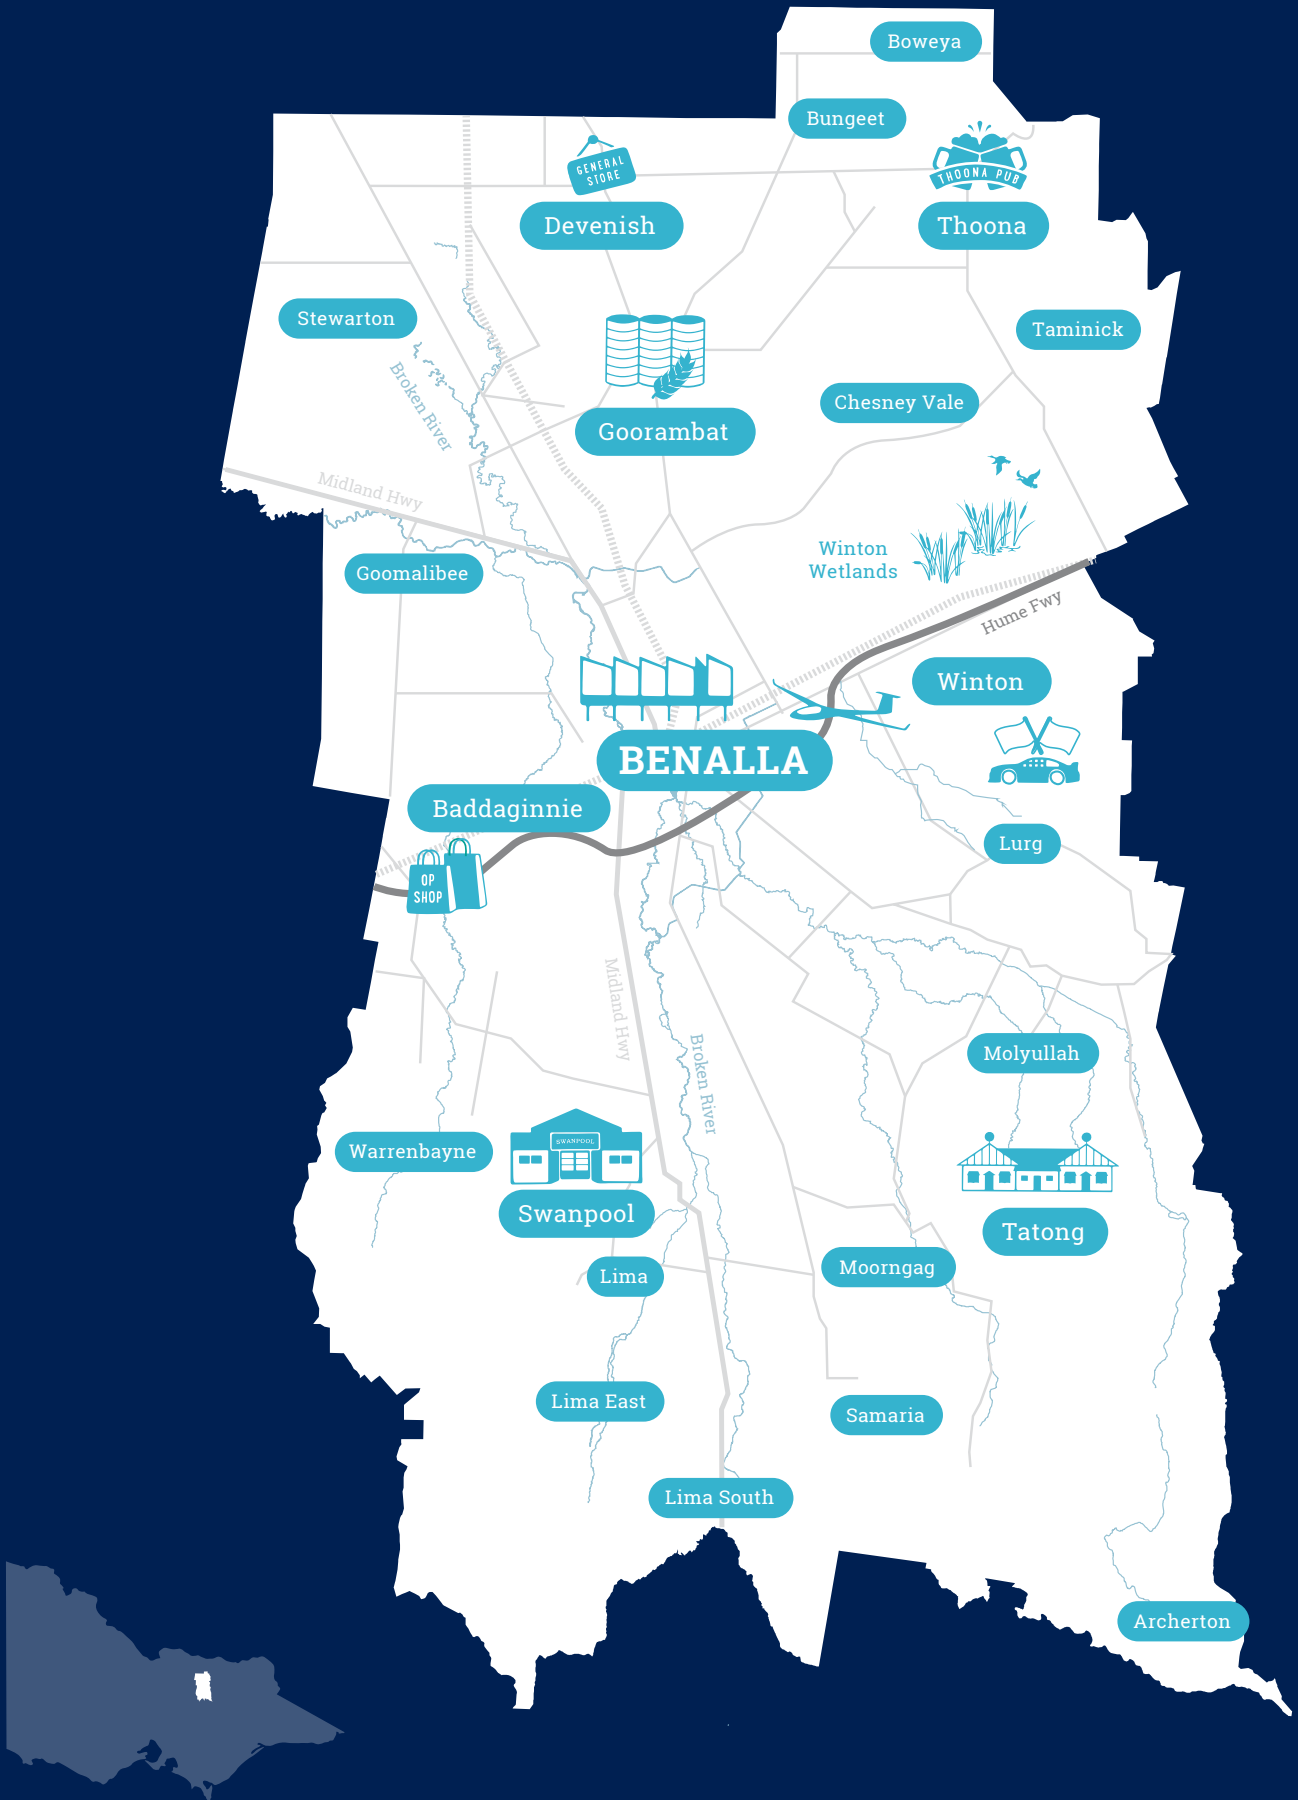 Boweya
Bungeet
GENERAL
STORE
THOONA PUB
Devenish
Thoona
Stewarton
Taminick
Broken River
Chesney Vale
Goorambat
Midland Hwy
Winton
Wetlands
Goomalibee
Hume Fwy
Winton
BENALLA
Baddaginnie
Lurg
OP
SHOP
Midland Hwy
Broken River
Molyullah
SWANPOOL
Warrenbayne
Swanpool
Tatong
Moorngag
Lima
Lima East
Samaria
Lima South
Archerton